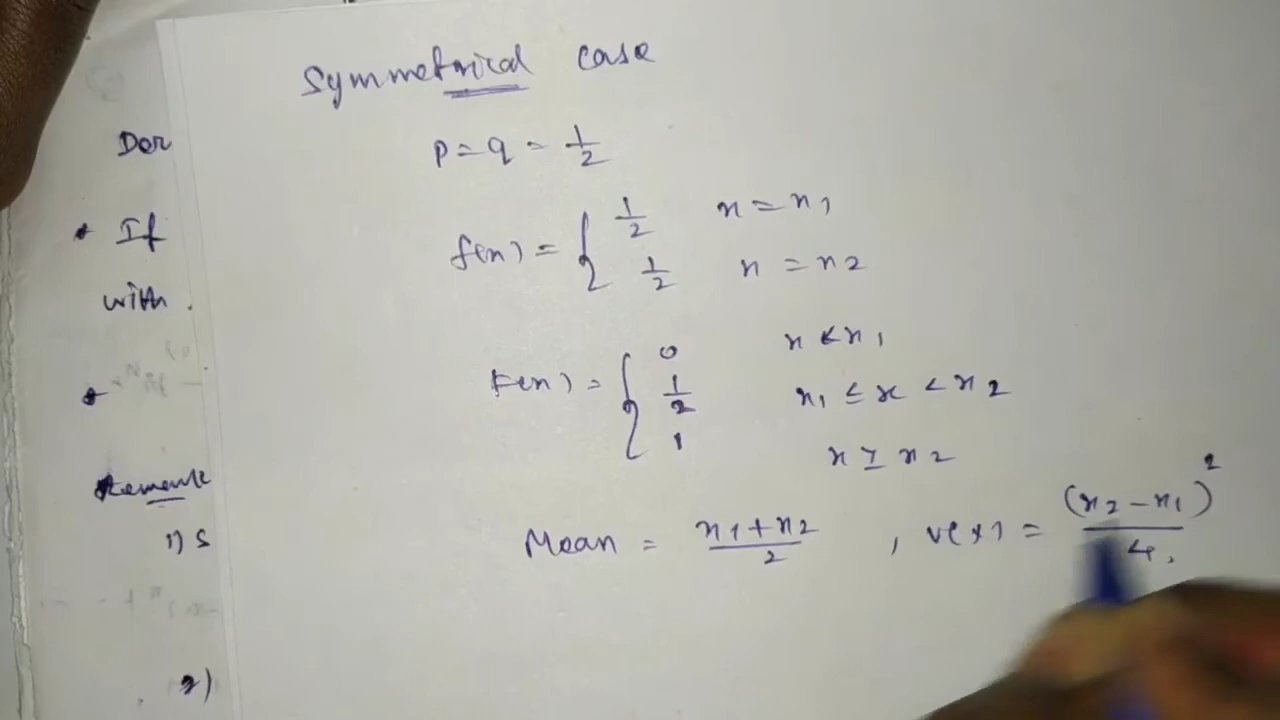 Symmetrical case
Der
p = q = 1/2
* If
f(x) = { 1/2 x = x1
1/2 x = x2
with
F(x) = { 0 x < x1
1/2 x1 ≤ x < x2
1 x ≥ x2
*
Remark
1) S
Mean = x1 + x2 / 2 , V(x) = (x2 - x1)^2 / 4.
2)